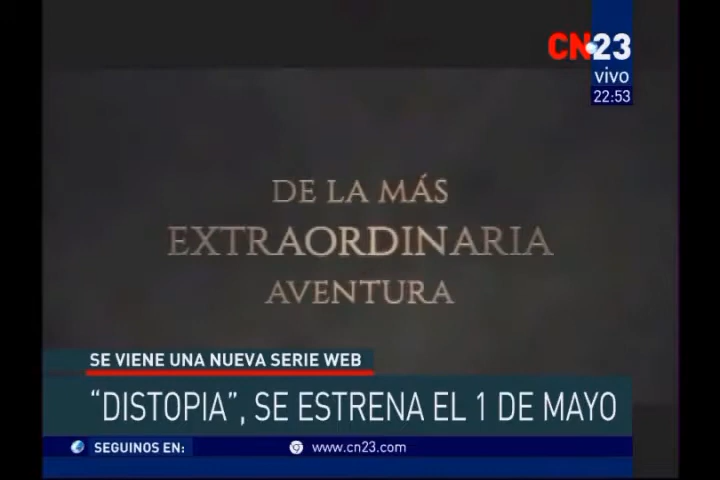 CN23
vivo
22:53
DE LA MÁS
EXTRAORDINARIA
AVENTURA
SE VIENE UNA NUEVA SERIE WEB
“DISTOPIA”, SE ESTRENA EL 1 DE MAYO
SEGUINOS EN: www.cn23.com